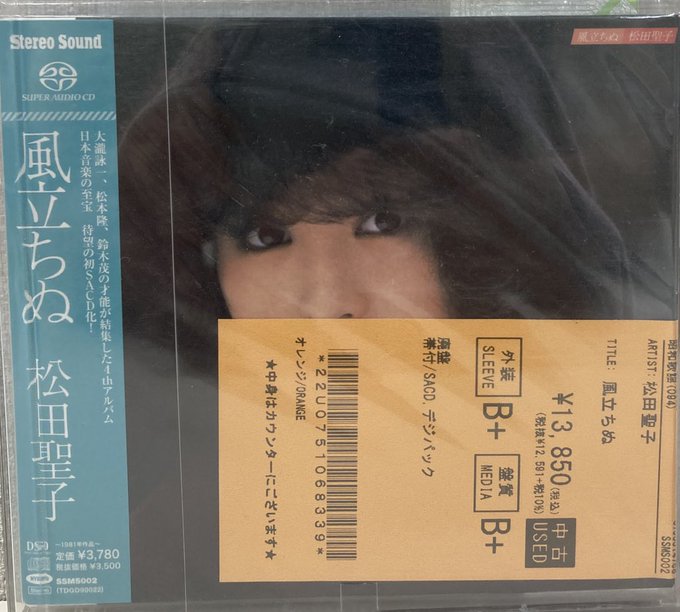 Stereo Sound
SUPER AUDIO CD
大瀧詠一、松本隆、鈴木茂の才能が結集した4thアルバム
日本音楽の至宝 待望の初SACD化!
風立ちぬ
松田聖子
〜1981年作品〜
DSD
定価 ¥3,780
税抜価格 ¥3,500
SSMS002
(TDGD90022)
風立ちぬ 松田聖子
昭和歌謡(094)
ARTIST: 松田聖子
TITLE: 風立ちぬ
¥13,850(税込)
(税抜¥12,591+税10%)
中古
USED
外装
SLEEVE
B+
盤質
MEDIA
B+
廃盤
帯付/SACD、デジパック
*22U0751068339*
オレンジ/ORANGE
★中身はカウンターにございます★
SSMS002